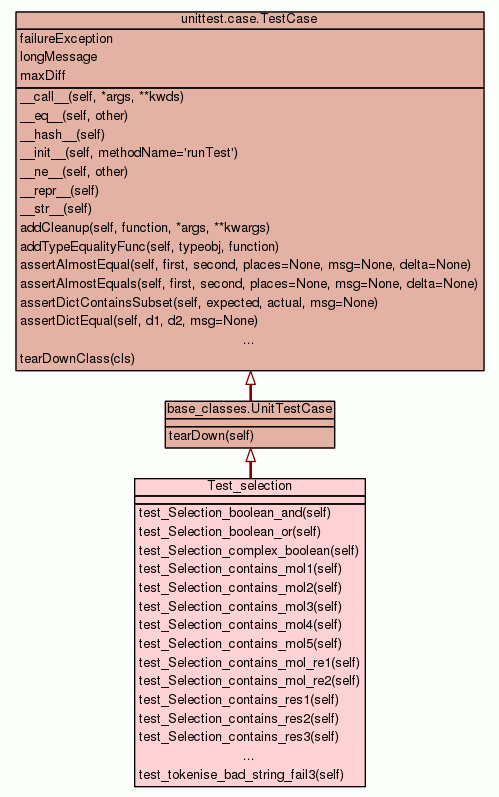 unittest.case.TestCase
failureException
longMessage
maxDiff
__call__(self, *args, **kwds)
__eq__(self, other)
__hash__(self)
__init__(self, methodName='runTest')
__ne__(self, other)
__repr__(self)
__str__(self)
addCleanup(self, function, *args, **kwargs)
addTypeEqualityFunc(self, typeobj, function)
assertAlmostEqual(self, first, second, places=None, msg=None, delta=None)
assertAlmostEquals(self, first, second, places=None, msg=None, delta=None)
assertDictContainsSubset(self, expected, actual, msg=None)
assertDictEqual(self, d1, d2, msg=None)
...
tearDownClass(cls)
base_classes.UnitTestCase
tearDown(self)
Test_selection
test_Selection_boolean_and(self)
test_Selection_boolean_or(self)
test_Selection_complex_boolean(self)
test_Selection_contains_mol1(self)
test_Selection_contains_mol2(self)
test_Selection_contains_mol3(self)
test_Selection_contains_mol4(self)
test_Selection_contains_mol5(self)
test_Selection_contains_mol_re1(self)
test_Selection_contains_mol_re2(self)
test_Selection_contains_res1(self)
test_Selection_contains_res2(self)
test_Selection_contains_res3(self)
...
test_tokenise_bad_string_fail3(self)